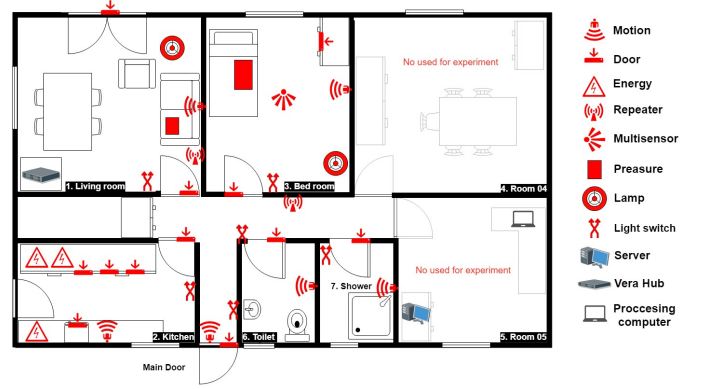 No used for experiment
1. Living room
3. Bed room
4. Room 04
No used for experiment
7. Shower
2. Kitchen
6. Toilet
5. Room 05
Main Door
Motion
Door
Energy
Repeater
Multisensor
Preasure
Lamp
Light switch
Server
Vera Hub
Proccesing
computer